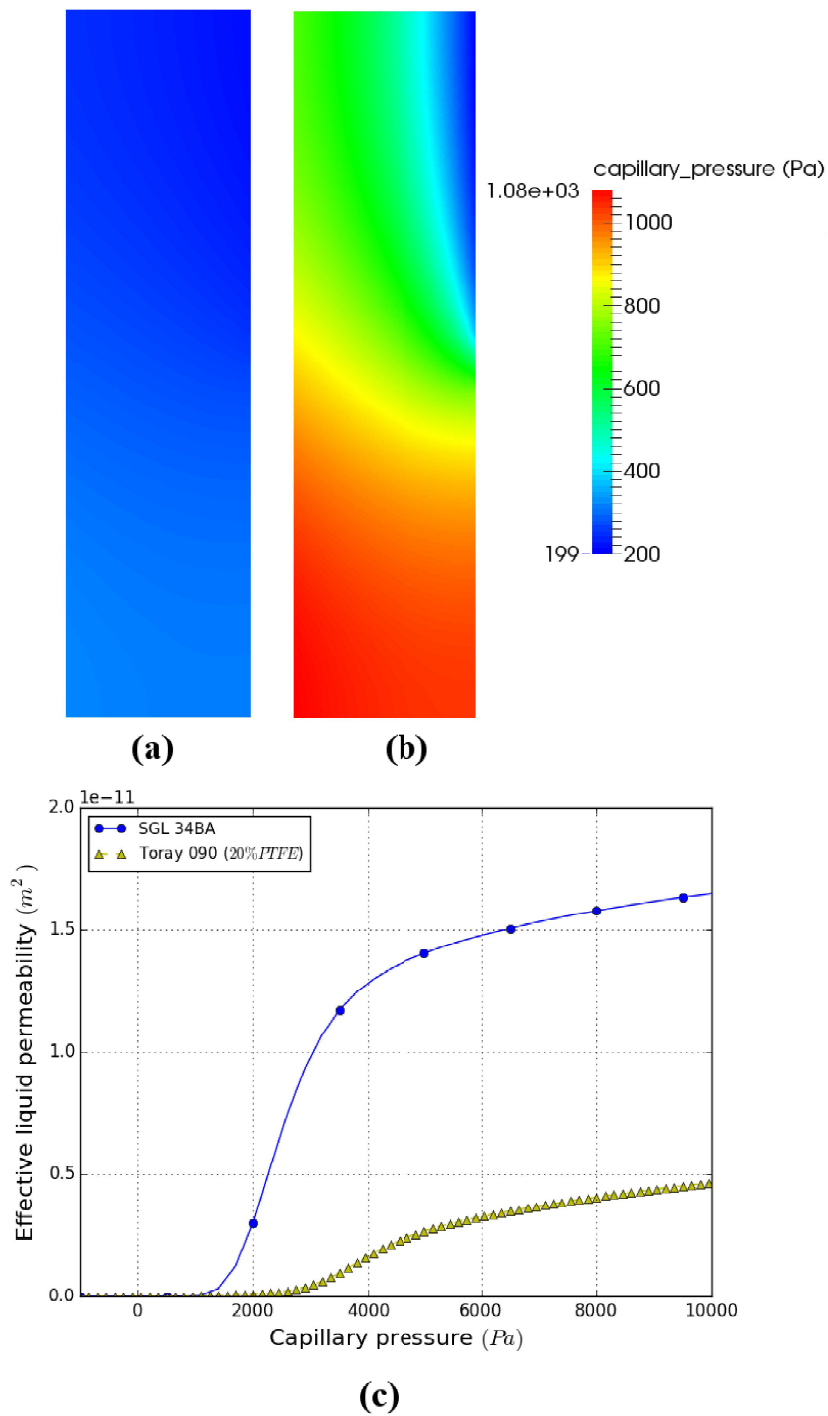 capillary_pressure (Pa)
1.08e+03
1000
800
600
400
199
200
(a)
(b)
1e−11
2.0
SGL 34BA
Toray 090 (20%PTFE)
1.5
1.0
0.5
0.0
Effective liquid permeability (m²)
0
2000
4000
6000
8000
10000
Capillary pressure (Pa)
(c)